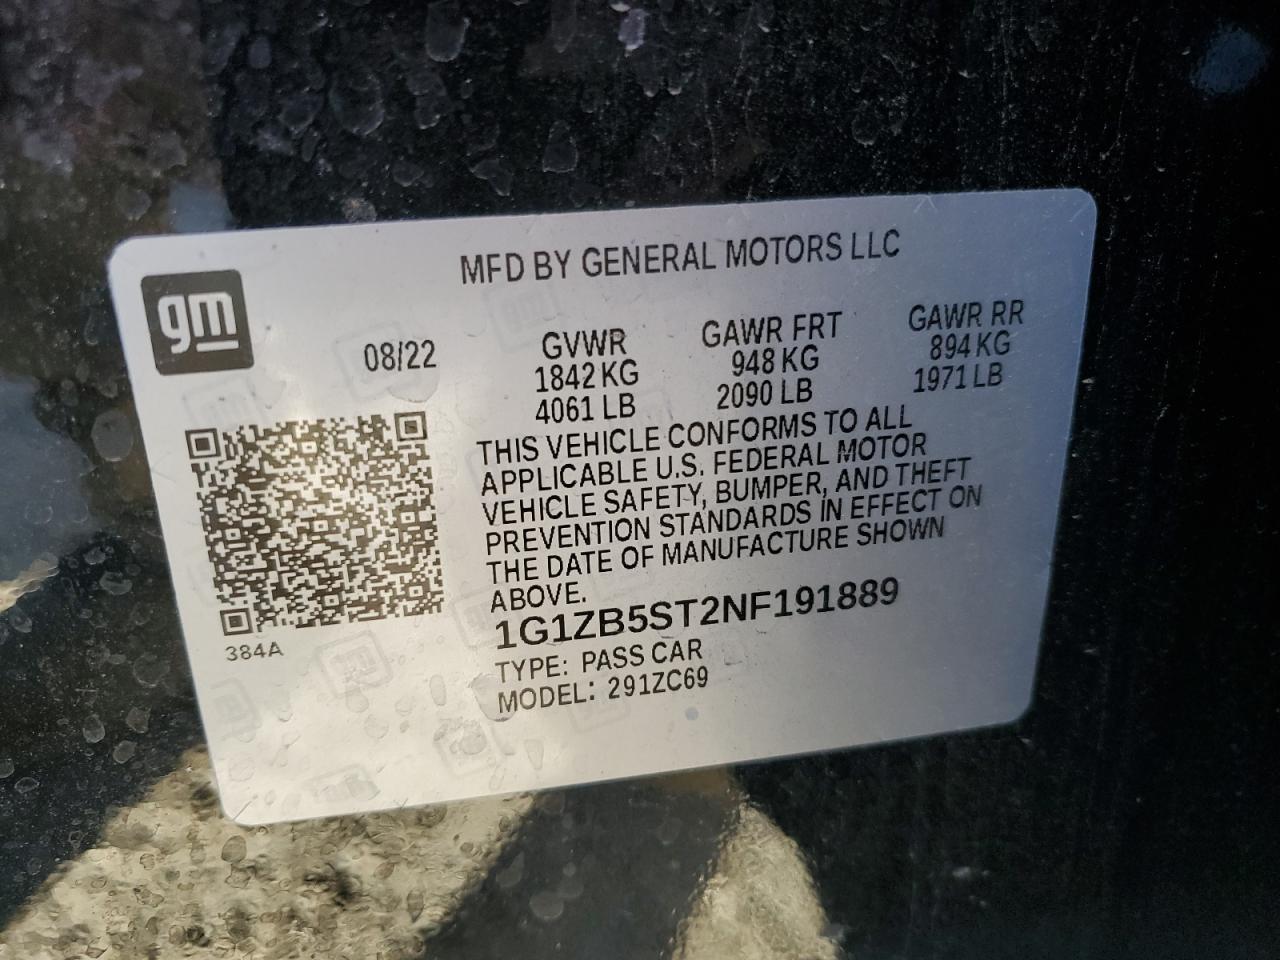 MFD BY GENERAL MOTORS LLC
gm
08/22
GVWR
1842 KG
4061 LB
GAWR FRT
948 KG
2090 LB
GAWR RR
894 KG
1971 LB
THIS VEHICLE CONFORMS TO ALL
APPLICABLE U.S. FEDERAL MOTOR
VEHICLE SAFETY, BUMPER, AND THEFT
PREVENTION STANDARDS IN EFFECT ON
THE DATE OF MANUFACTURE SHOWN
ABOVE.
1G1ZB5ST2NF191889
TYPE: PASS CAR
MODEL: 291ZC69
384A